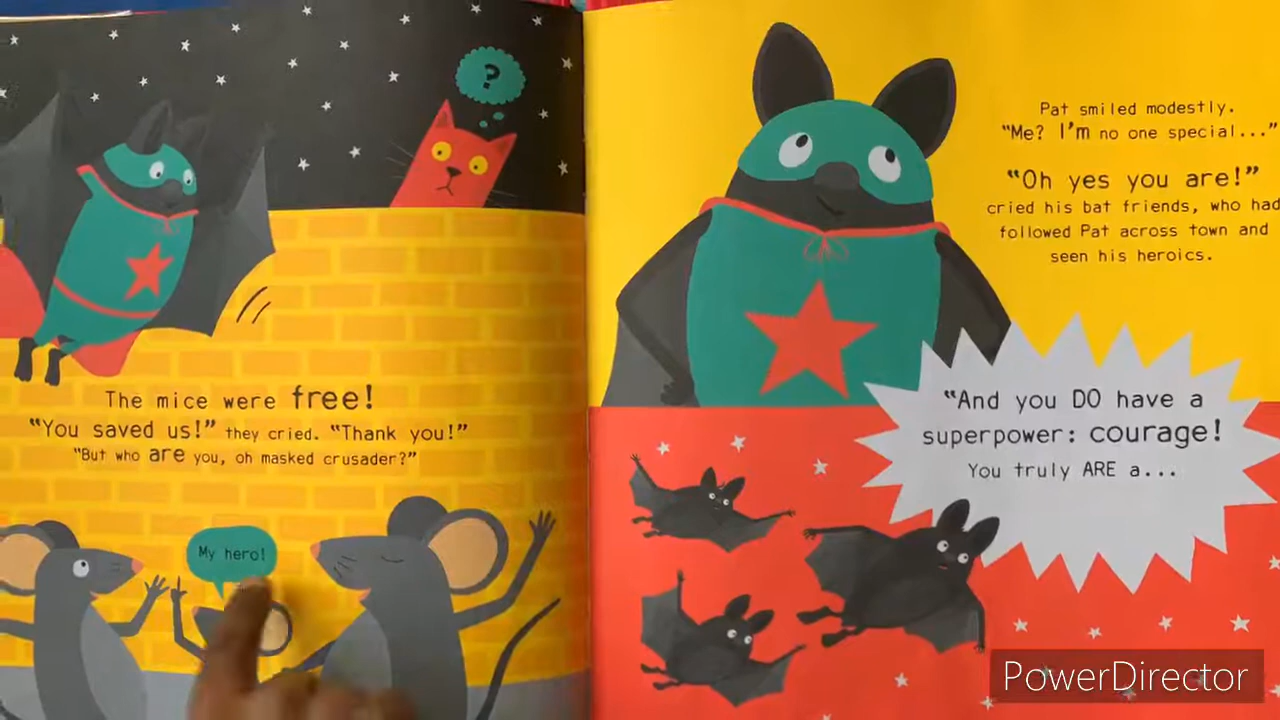 ?
The mice were free!
"You saved us!" they cried. "Thank you!"
"But who are you, oh masked crusader?"
My hero!
Pat smiled modestly.
"Me? I'm no one special..."
"Oh yes you are!"
cried his bat friends, who had
followed Pat across town and
seen his heroics.
"And you DO have a
superpower: courage!
You truly ARE a...
PowerDirector